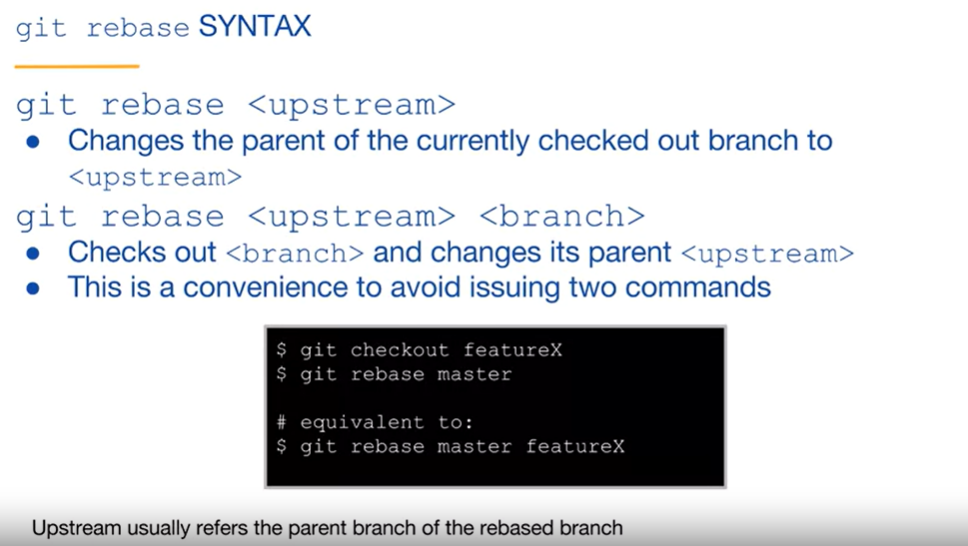 git rebase SYNTAX
git rebase <upstream>
● Changes the parent of the currently checked out branch to
<upstream>
git rebase <upstream> <branch>
● Checks out <branch> and changes its parent <upstream>
● This is a convenience to avoid issuing two commands
$ git checkout featureX
$ git rebase master
# equivalent to:
$ git rebase master featureX
Upstream usually refers the parent branch of the rebased branch